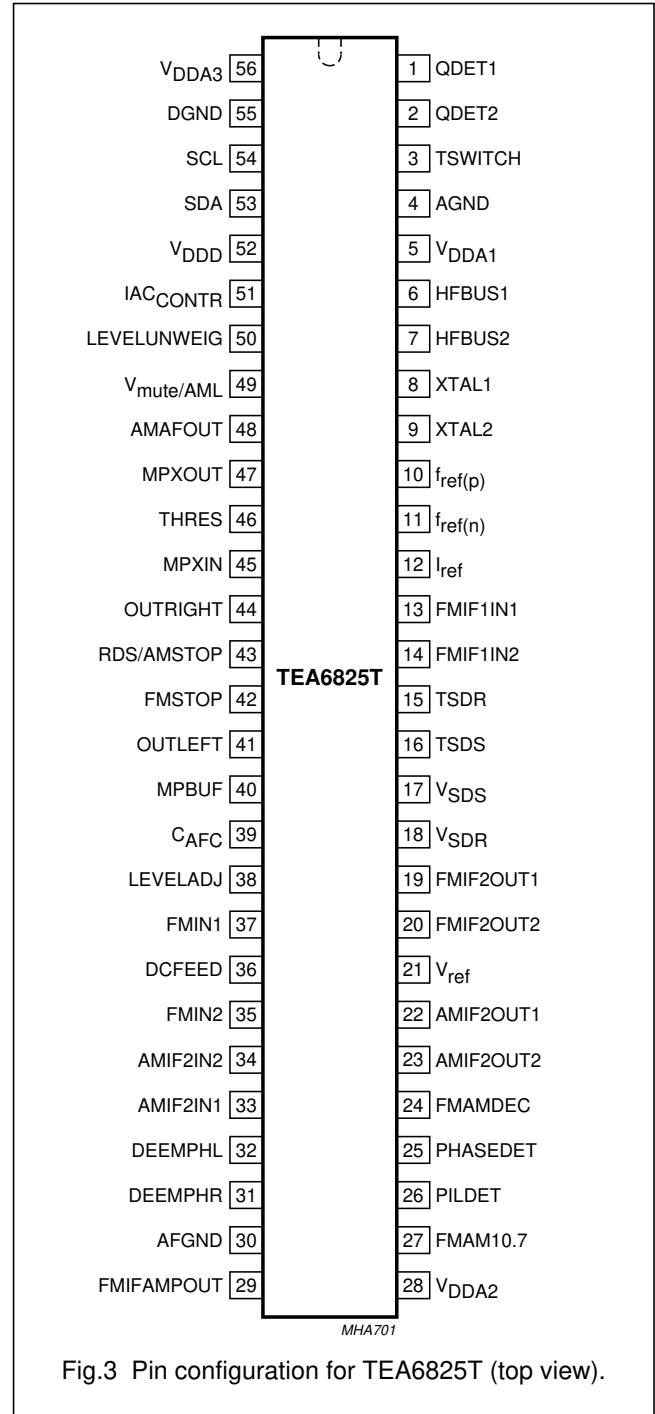 V_DDA3 56 1 QDET1
DGND 55 2 QDET2
SCL 54 3 TSWITCH
SDA 53 4 AGND
V_DDD 52 5 V_DDA1
IAC_CONTR 51 6 HFBUS1
LEVELUNWEIG 50 7 HFBUS2
V_mute/AML 49 8 XTAL1
AMAFOUT 48 9 XTAL2
MPXOUT 47 10 f_ref(p)
THRES 46 11 f_ref(n)
MPXIN 45 12 I_ref
OUTRIGHT 44 13 FMIF1IN1
RDS/AMSTOP 43 14 FMIF1IN2
TEA6825T
FMSTOP 42 15 TSDR
OUTLEFT 41 16 TSDS
MPBUF 40 17 V_SDS
C_AFC 39 18 V_SDR
LEVELADJ 38 19 FMIF2OUT1
FMIN1 37 20 FMIF2OUT2
DCFEED 36 21 V_ref
FMIN2 35 22 AMIF2OUT1
AMIF2IN2 34 23 AMIF2OUT2
AMIF2IN1 33 24 FMAMDEC
DEEMPHL 32 25 PHASEDET
DEEMPHR 31 26 PILDET
AFGND 30 27 FMAM10.7
FMIFAMPOUT 29 28 V_DDA2
MHA701
Fig.3 Pin configuration for TEA6825T (top view).